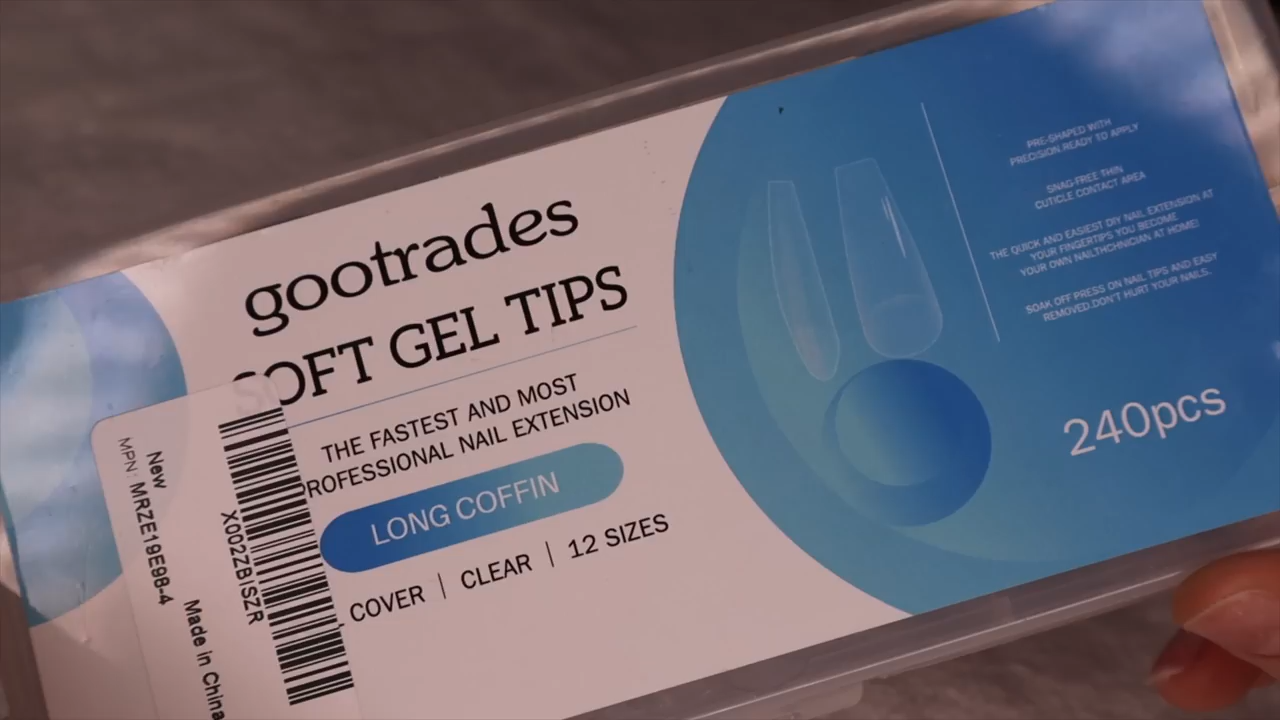 gootrades
SOFT GEL TIPS
THE FASTEST AND MOST
PROFESSIONAL NAIL EXTENSION
LONG COFFIN
COVER | CLEAR | 12 SIZES
PRE-SHAPED WITH
PRECISION READY TO APPLY
SNAG-FREE THIN
CUTICLE CONTACT AREA
THE QUICK AND EASIEST DIY NAIL EXTENSION AT
YOUR FINGERTIPS YOU BECOME
YOUR OWN NAILTHCHNICIAN AT HOME!
SOAK OFF PRESS ON NAIL TIPS AND EASY
REMOVED.DON'T HURT YOUR NAILS.
240pcs
X002ZBISZR
New
MPN: MRZE19E98-4
Made in China